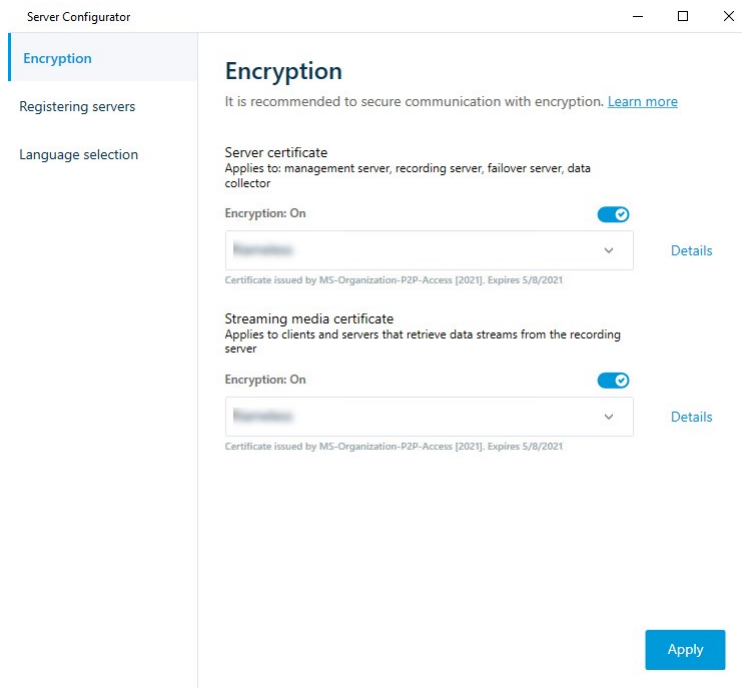 Server Configurator
Encryption
Registering servers
Language selection
Encryption
It is recommended to secure communication with encryption. Learn more
Server certificate
Applies to: management server, recording server, failover server, data
collector
Encryption: On
Details
Certificate issued by MS-Organization-P2P-Access [2021]. Expires 5/8/2021
Streaming media certificate
Applies to clients and servers that retrieve data streams from the recording
server
Encryption: On
Details
Certificate issued by MS-Organization-P2P-Access [2021]. Expires 5/8/2021
Apply